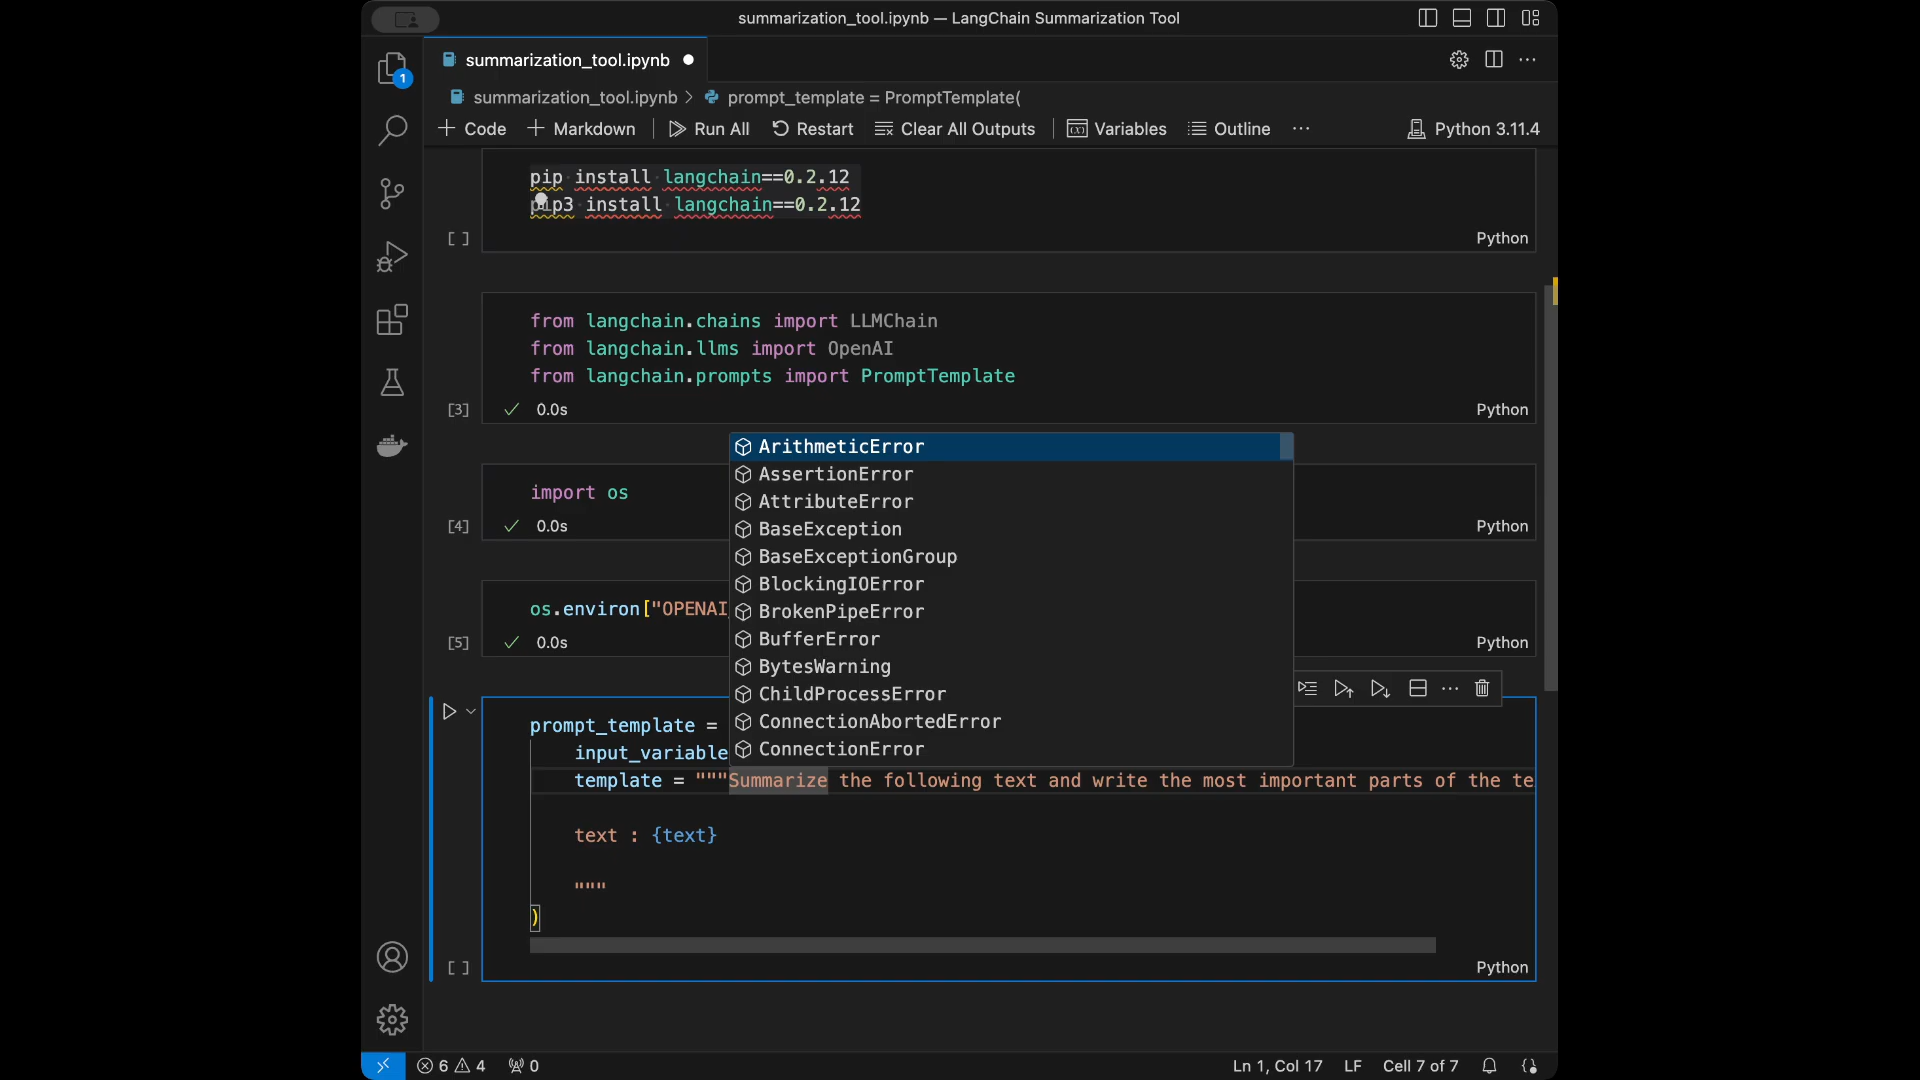 summarization_tool.ipynb — LangChain Summarization Tool
summarization_tool.ipynb
1
summarization_tool.ipynb > prompt_template = PromptTemplate(
+ Code + Markdown Run All Restart Clear All Outputs Variables Outline ... Python 3.11.4
pip install langchain==0.2.12
pip3 install langchain==0.2.12
[ ]
Python
from langchain.chains import LLMChain
from langchain.llms import OpenAI
from langchain.prompts import PromptTemplate
[3] 0.0s Python
ArithmeticError
AssertionError
AttributeError
BaseException
BaseExceptionGroup
BlockingIOError
BrokenPipeError
BufferError
BytesWarning
ChildProcessError
ConnectionAbortedError
ConnectionError
import os
[4] 0.0s Python
os.environ["OPENAI
[5] 0.0s Python
prompt_template =
input_variable
template = """Summarize the following text and write the most important parts of the te
text : {text}
"""
)
[ ] Python
6 4 0 Ln 1, Col 17 LF Cell 7 of 7